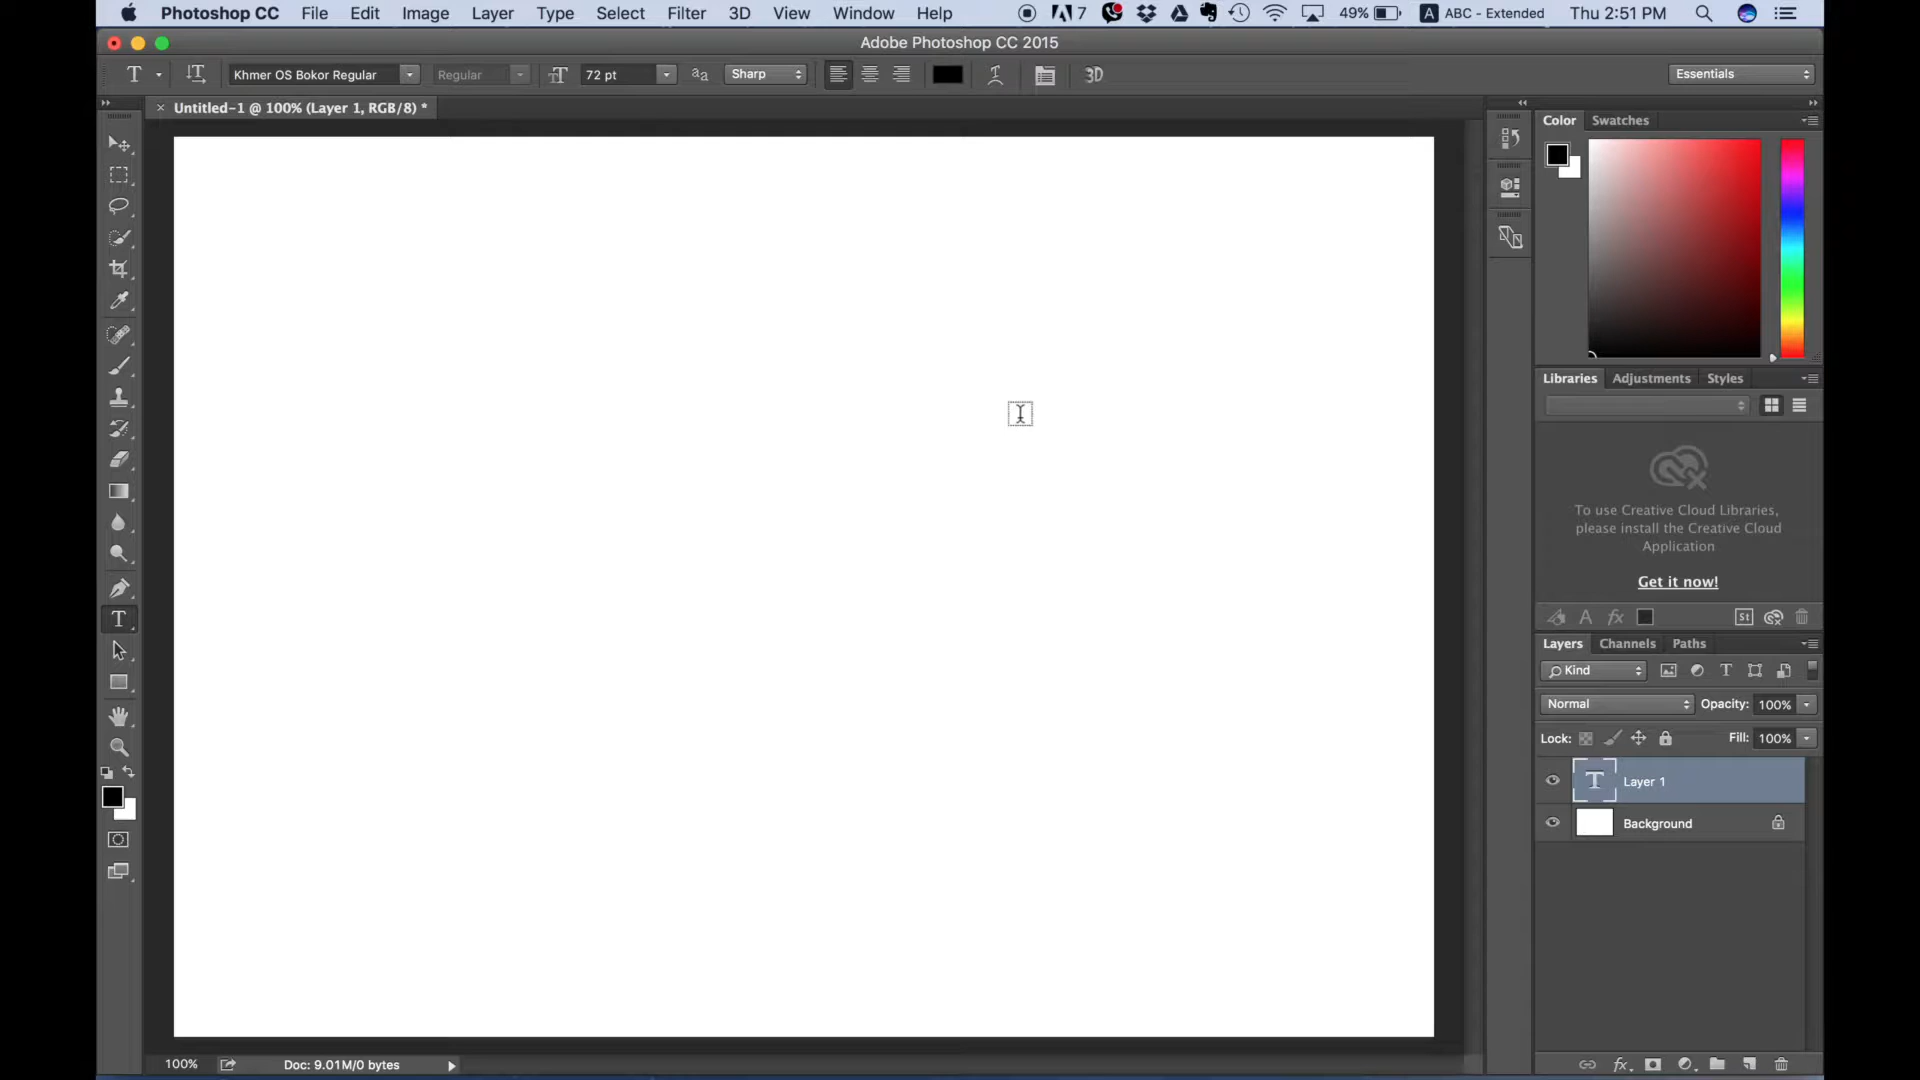 Photoshop CC File Edit Image Layer Type Select Filter 3D View Window Help 7 49% A ABC - Extended Thu 2:51 PM
Adobe Photoshop CC 2015
T Khmer OS Bokor Regular Regular 72 pt aa Sharp 3D Essentials
Untitled-1 @ 100% (Layer 1, RGB/8) *
Color Swatches
Libraries Adjustments Styles
To use Creative Cloud Libraries,
please install the Creative Cloud
Application
Get it now!
A fx St
Layers Channels Paths
Kind T
Normal Opacity: 100%
Lock: Fill: 100%
T Layer 1
Background
100% Doc: 9.01M/0 bytes fx